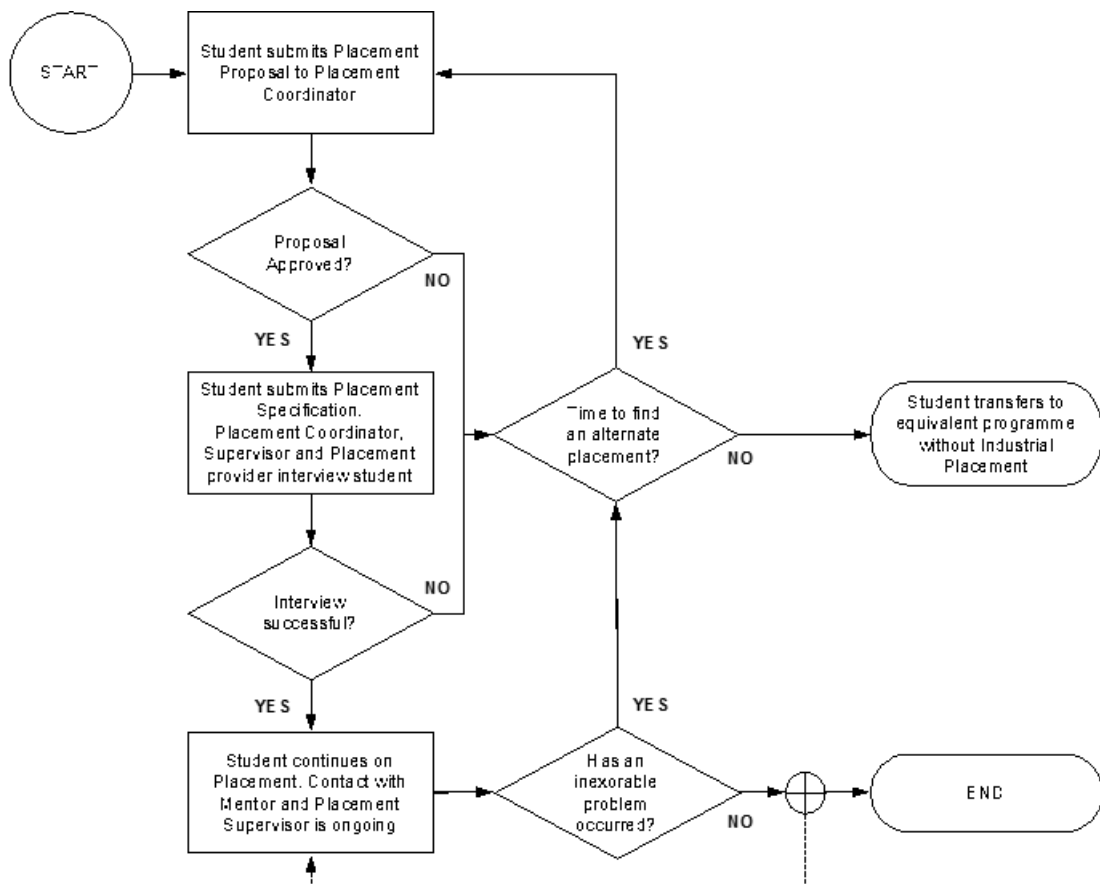 START
Student submits Placement
Proposal to Placement
Coordinator
Proposal
Approved?
NO
YES
Student submits Placement
Specification.
Placement Coordinator,
Supervisor and Placement
provider interview student
Interview
successful?
NO
YES
Student continues on
Placement. Contact with
Mentor and Placement
Supervisor is ongoing
YES
Time to find
an alternate
placement?
NO
Student transfers to
equivalent programme
without Industrial
Placement
YES
Has an
inexorable
problem
occurred?
NO
END